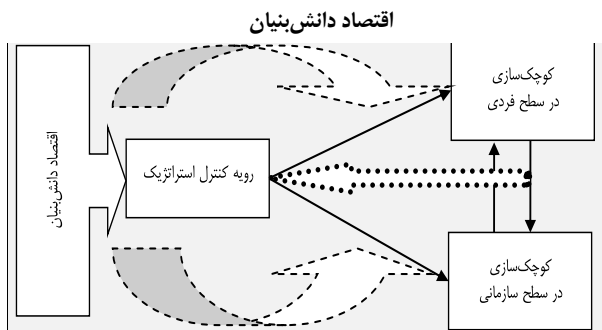 اقتصاد دانش‌بنیان
کوچک‌سازی
در سطح فردی
اقتصاد دانش‌بنیان
رویه کنترل استراتژیک
کوچک‌سازی
در سطح سازمانی